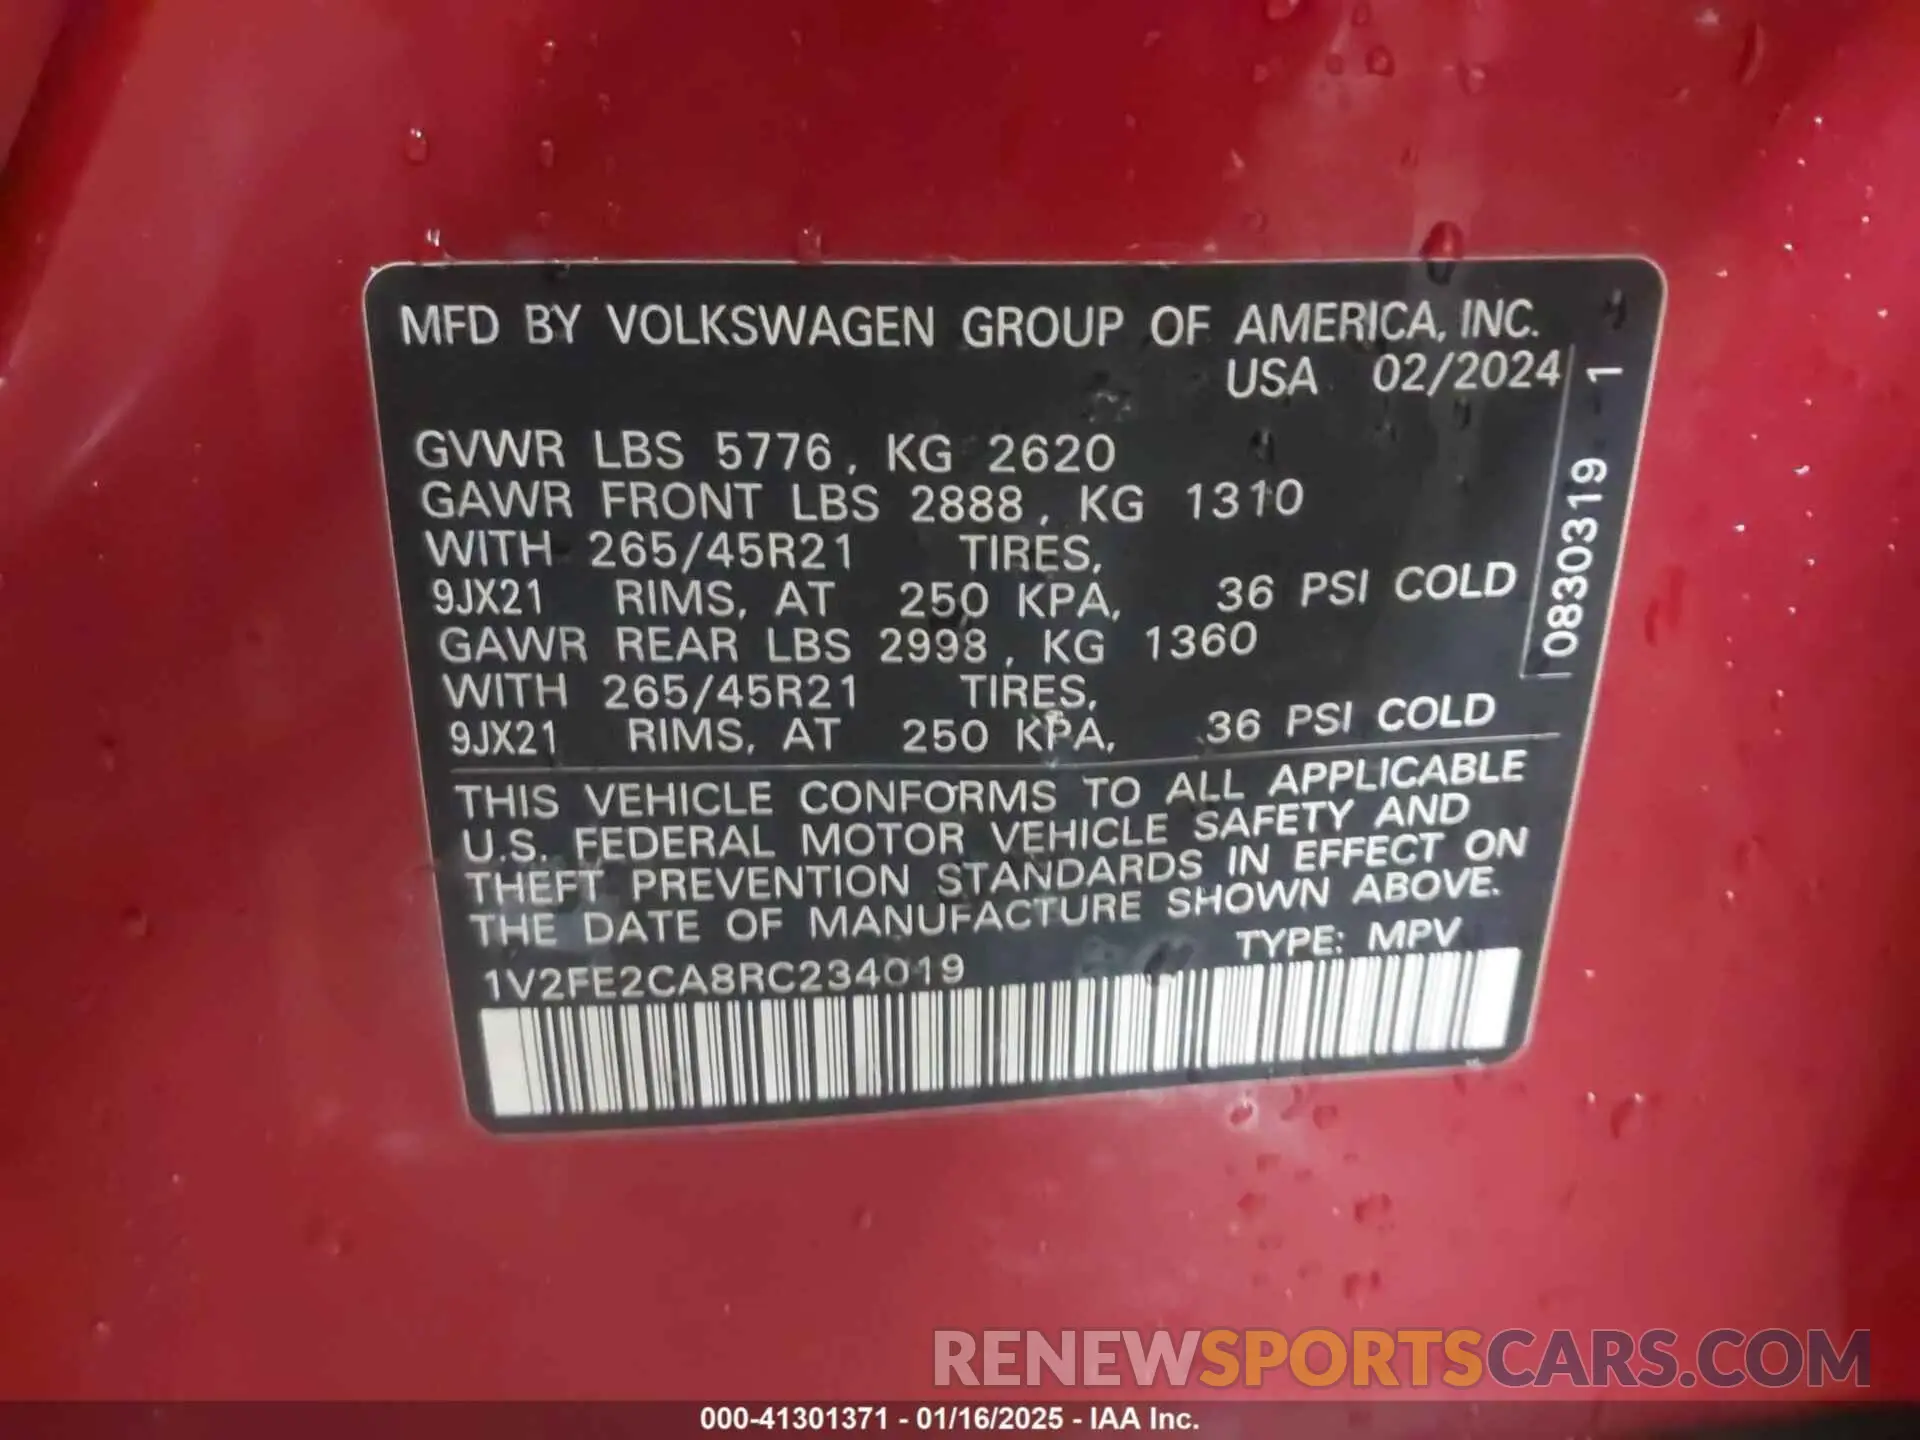 MFD BY VOLKSWAGEN GROUP OF AMERICA, INC.
USA 02/2024
GVWR LBS 5776, KG 2620
GAWR FRONT LBS 2888, KG 1310
WITH 265/45R21 TIRES,
9JX21 RIMS, AT 250 KPA, 36 PSI COLD
GAWR REAR LBS 2998, KG 1360
WITH 265/45R21 TIRES,
9JX21 RIMS, AT 250 KPA, 36 PSI COLD
THIS VEHICLE CONFORMS TO ALL APPLICABLE
U.S. FEDERAL MOTOR VEHICLE SAFETY AND
THEFT PREVENTION STANDARDS IN EFFECT ON
THE DATE OF MANUFACTURE SHOWN ABOVE.
TYPE: MPV
1V2FE2CA8RC234019
0830319 1
RENEWSPORTSCARS.COM
000-41301371 - 01/16/2025 - IAA Inc.